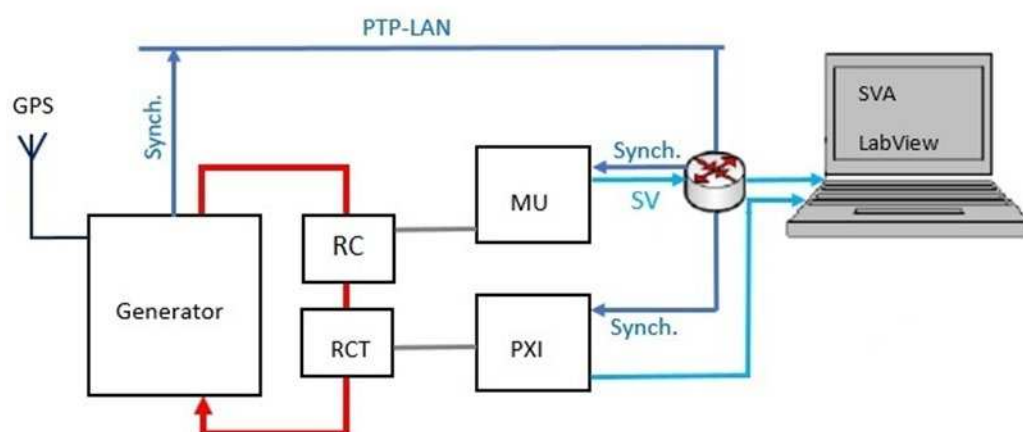 PTP-LAN
GPS
Synch.
SVA
LabView
Synch.
MU
SV
RC
Generator
Synch.
RCT
PXI